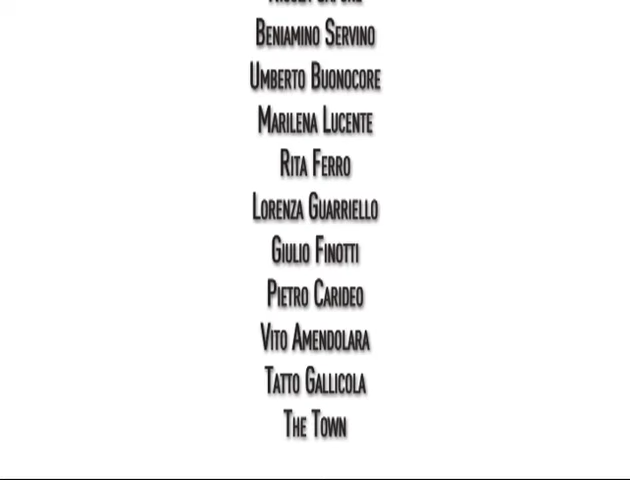 Beniamino Servino
Umberto Buonocore
Marilena Lucente
Rita Ferro
Lorenza Guarriello
Giulio Finotti
Pietro Carideo
Vito Amendolara
Tatto Gallicola
The Town